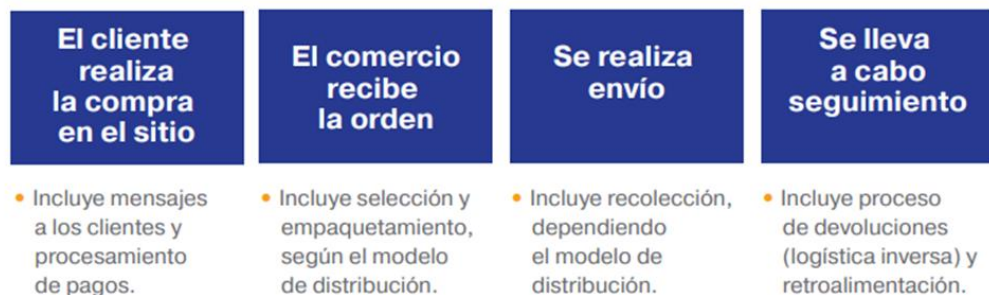 El cliente
realiza
la compra
en el sitio
• Incluye mensajes
a los clientes y
procesamiento
de pagos.
El comercio
recibe
la orden
• Incluye selección y
empaquetamiento,
según el modelo
de distribución.
Se realiza
envío
• Incluye recolección,
dependiendo
el modelo de
distribución.
Se lleva
a cabo
seguimiento
• Incluye proceso
de devoluciones
(logística inversa) y
retroalimentación.